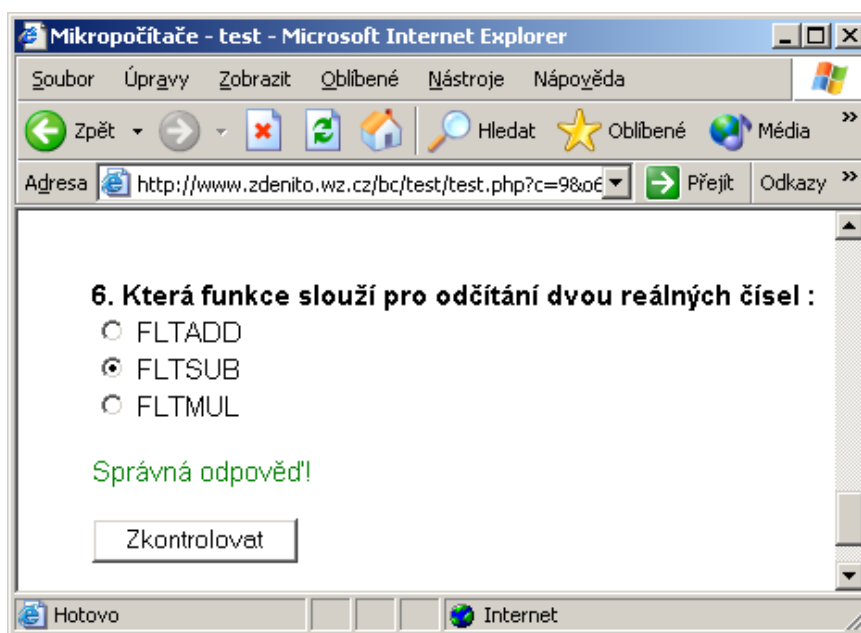 Mikropočítače - test - Microsoft Internet Explorer
Soubor Úpravy Zobrazit Oblíbené Nástroje Nápověda
Zpět Hledat Oblíbené Média »
Adresa http://www.zdenito.wz.cz/bc/test/test.php?c=9&o6 Přejít Odkazy »
6. Která funkce slouží pro odčítání dvou reálných čísel :
FLTADD
FLTSUB
FLTMUL
Správná odpověď!
Zkontrolovat
Hotovo Internet